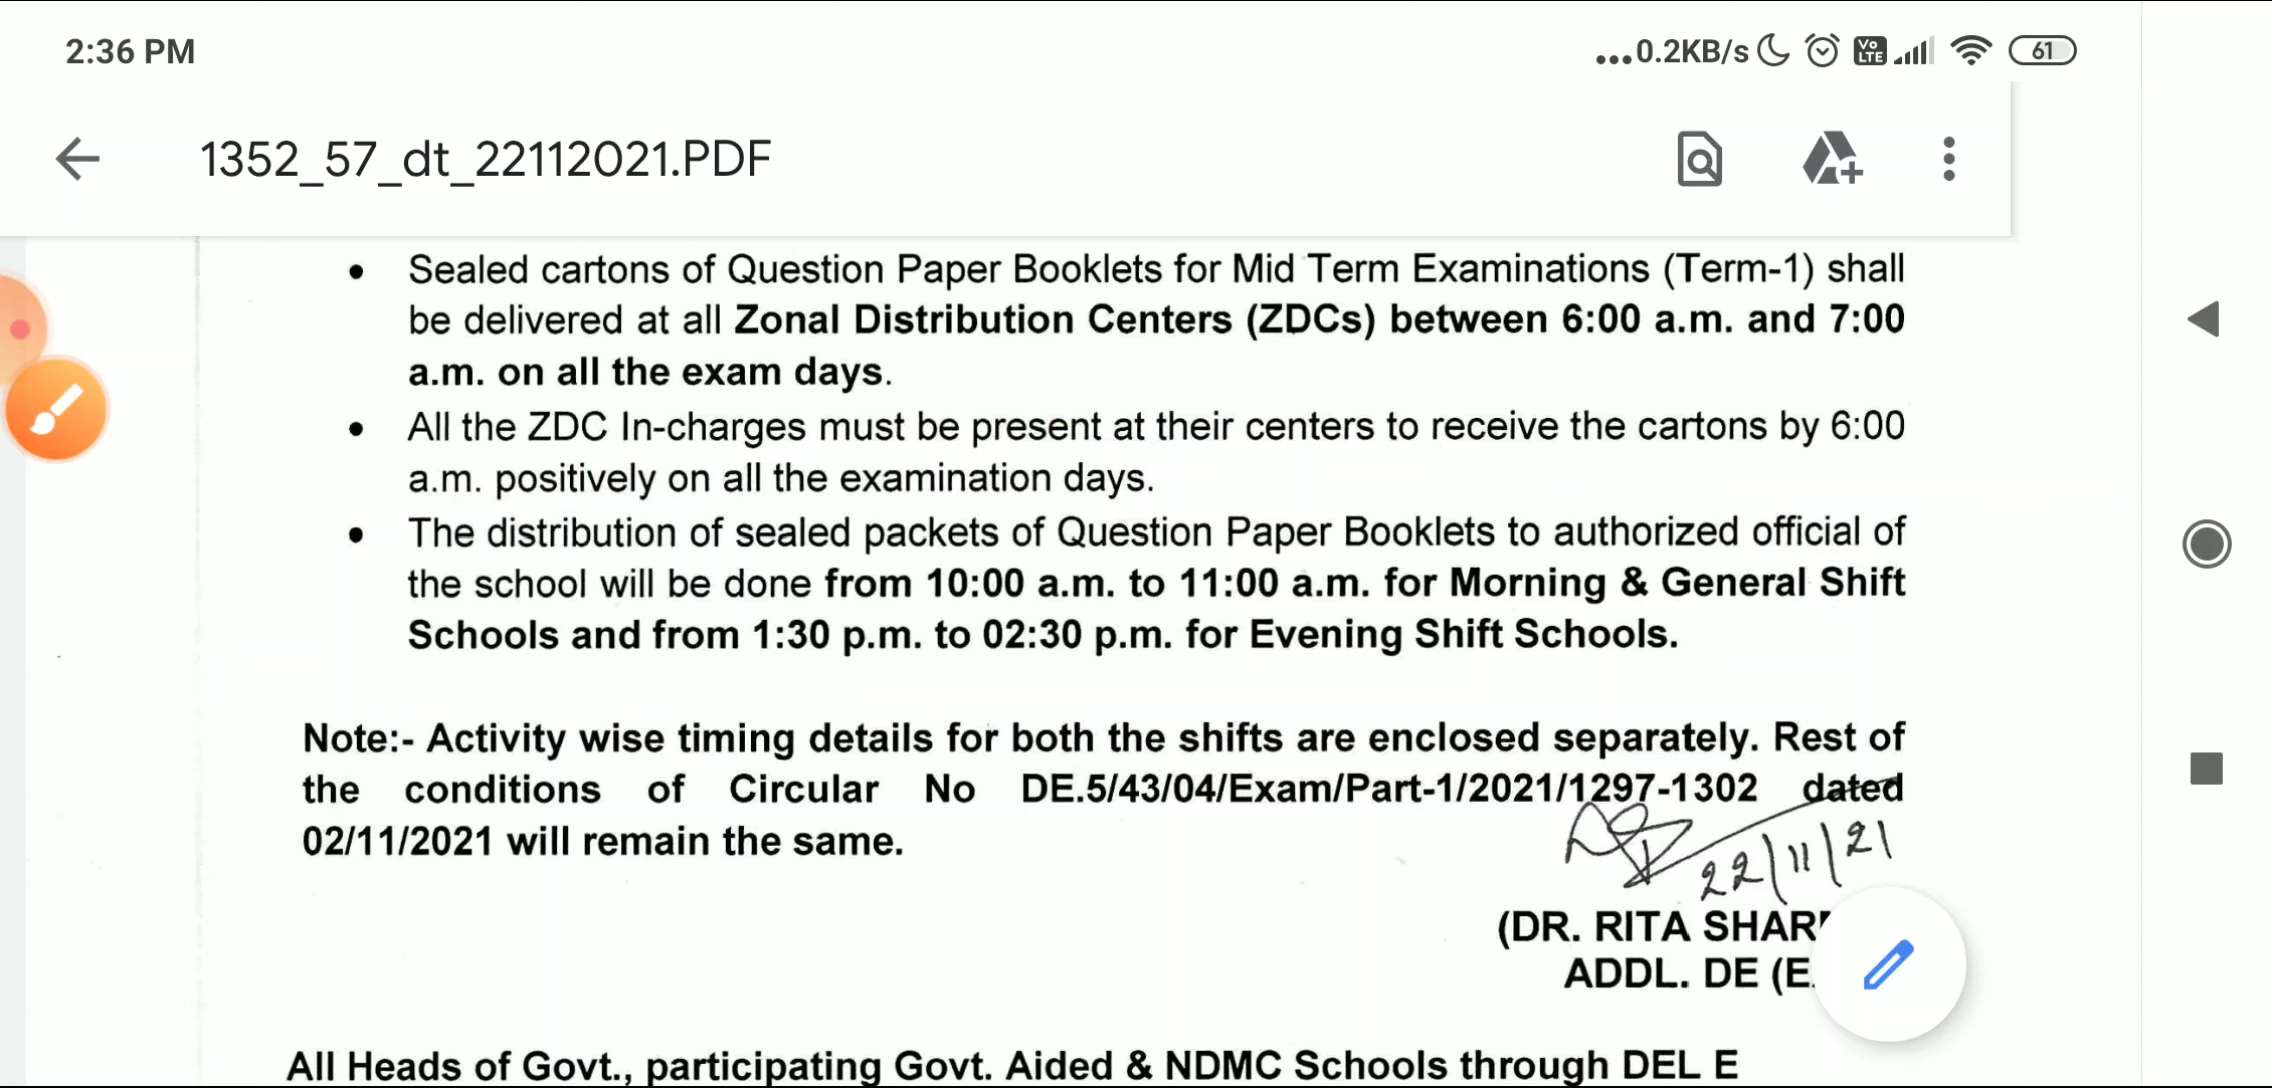 2:36 PM
...0.2KB/s Vo LTE 61
1352_57_dt_22112021.PDF
• Sealed cartons of Question Paper Booklets for Mid Term Examinations (Term-1) shall
be delivered at all Zonal Distribution Centers (ZDCs) between 6:00 a.m. and 7:00
a.m. on all the exam days.
• All the ZDC In-charges must be present at their centers to receive the cartons by 6:00
a.m. positively on all the examination days.
• The distribution of sealed packets of Question Paper Booklets to authorized official of
the school will be done from 10:00 a.m. to 11:00 a.m. for Morning & General Shift
Schools and from 1:30 p.m. to 02:30 p.m. for Evening Shift Schools.
Note:- Activity wise timing details for both the shifts are enclosed separately. Rest of
the conditions of Circular No DE.5/43/04/Exam/Part-1/2021/1297-1302 dated
02/11/2021 will remain the same.
22/11/21
(DR. RITA SHAR
ADDL. DE (E
All Heads of Govt., participating Govt. Aided & NDMC Schools through DEL E